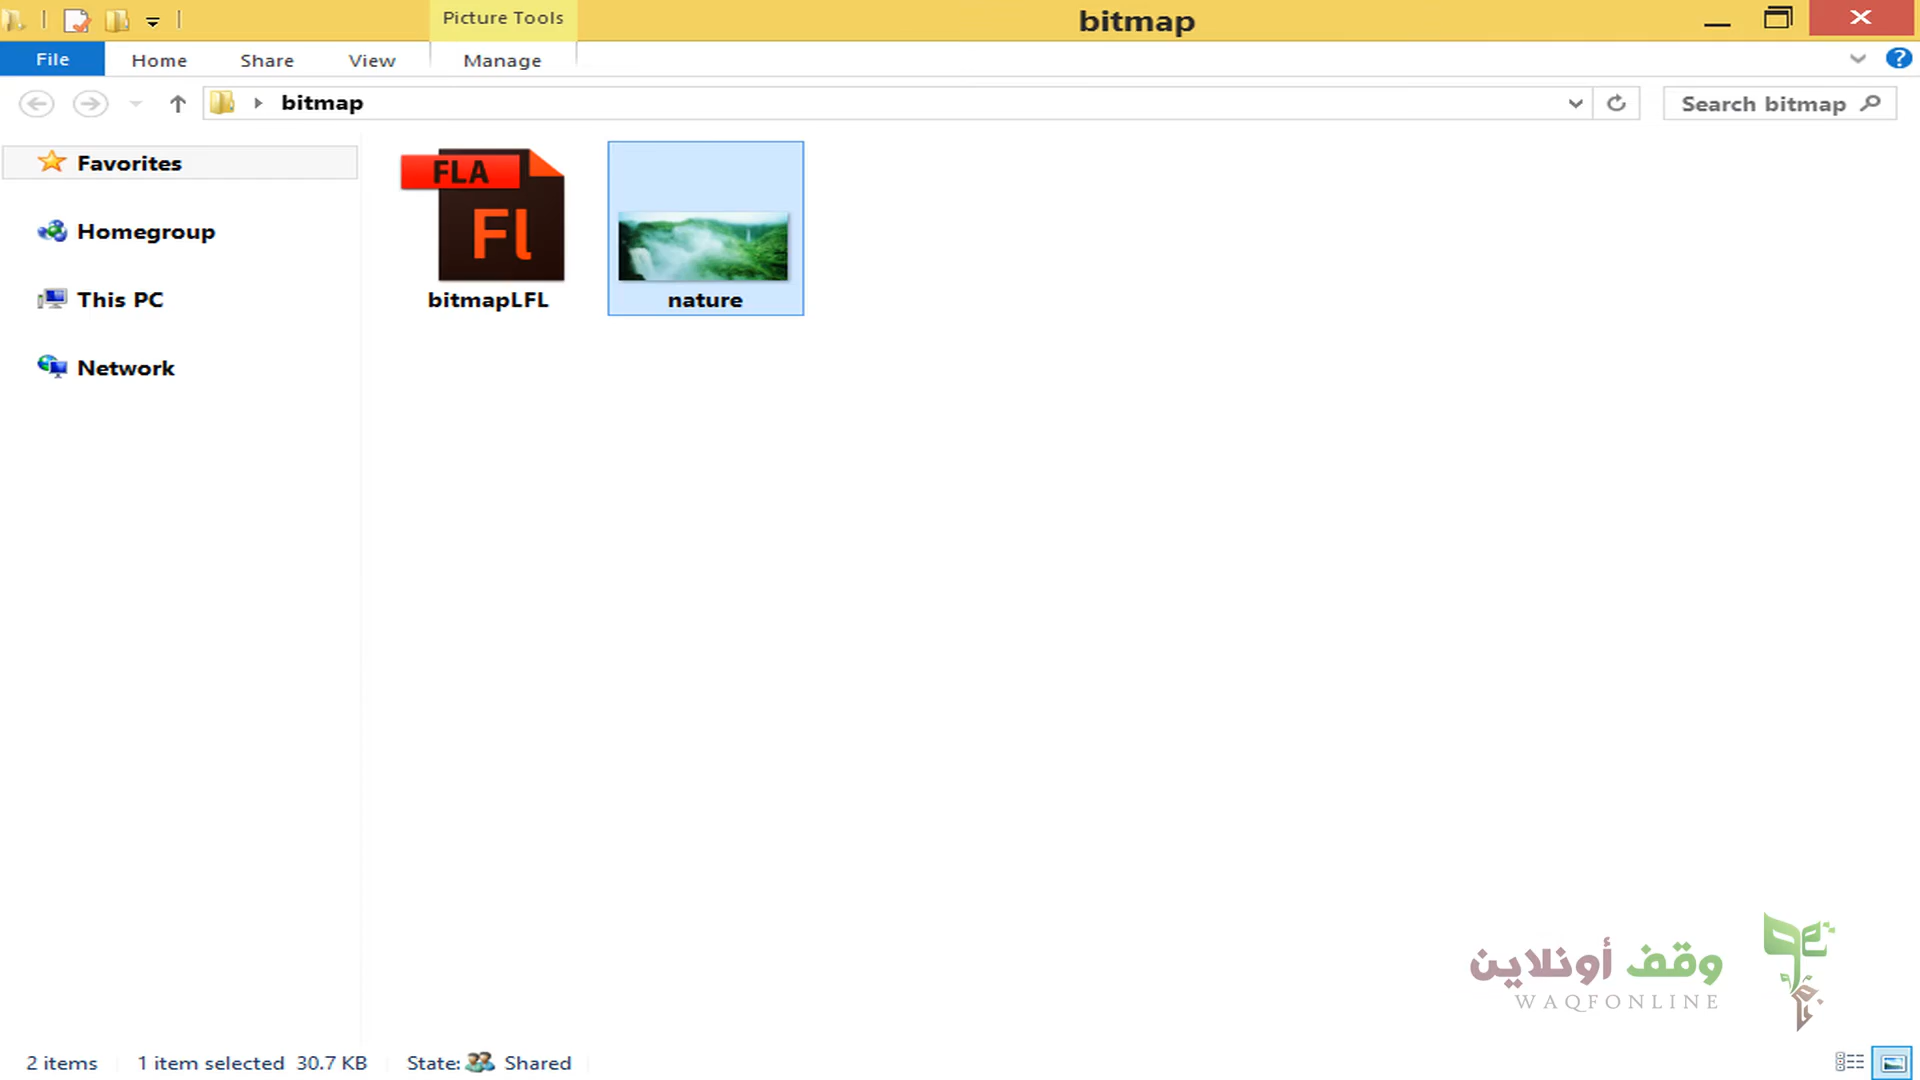 Picture Tools
bitmap
File Home Share View Manage
bitmap
Search bitmap
Favorites
Homegroup
This PC
Network
FLA
Fl
bitmapLFL
nature
وقف أونلاين
WAQFONLINE
2 items 1 item selected 30.7 KB State: Shared